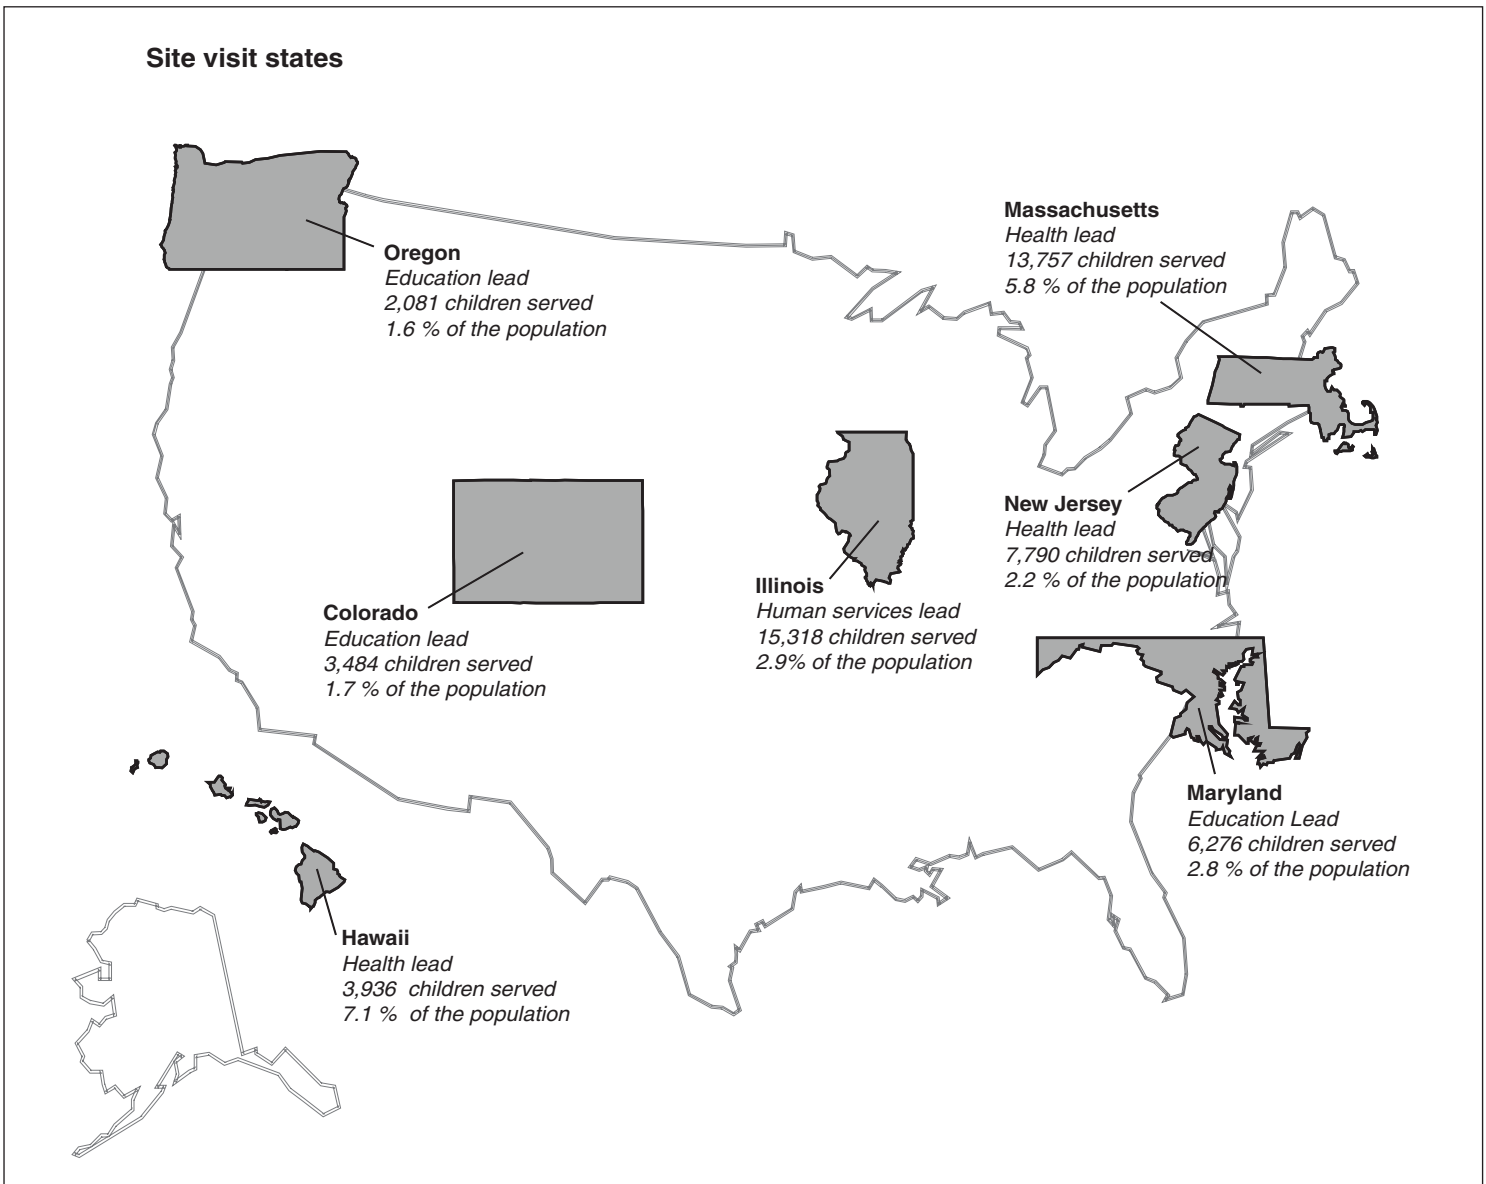 Site visit states
Oregon
Education lead
2,081 children served
1.6 % of the population
Massachusetts
Health lead
13,757 children served
5.8 % of the population
New Jersey
Health lead
7,790 children served
2.2 % of the population
Illinois
Human services lead
15,318 children served
2.9% of the population
Colorado
Education lead
3,484 children served
1.7 % of the population
Maryland
Education Lead
6,276 children served
2.8 % of the population
Hawaii
Health lead
3,936 children served
7.1 % of the population